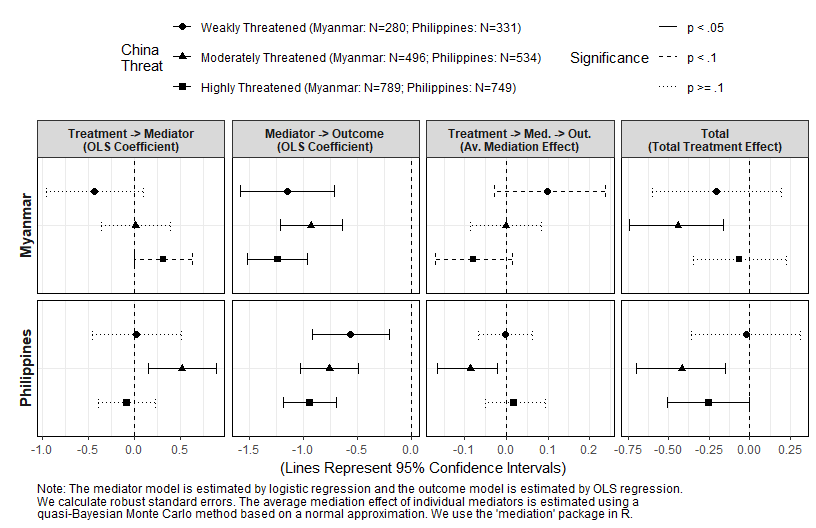 China
Threat
Weakly Threatened (Myanmar: N=280; Philippines: N=331)
Moderately Threatened (Myanmar: N=496; Philippines: N=534)
Highly Threatened (Myanmar: N=789; Philippines: N=749)
Significance
p < .05
p < .1
p >= .1
Treatment -> Mediator
(OLS Coefficient)
Mediator -> Outcome
(OLS Coefficient)
Treatment -> Med. -> Out.
(Av. Mediation Effect)
Total
(Total Treatment Effect)
Myanmar
Philippines
-1.0 -0.5 0.0 0.5
-1.5 -1.0 -0.5 0.0
-0.1 0.0 0.1 0.2
-0.75 -0.50 -0.25 0.00 0.25
(Lines Represent 95% Confidence Intervals)
Note: The mediator model is estimated by logistic regression and the outcome model is estimated by OLS regression.
We calculate robust standard errors. The average mediation effect of individual mediators is estimated using a
quasi-Bayesian Monte Carlo method based on a normal approximation. We use the 'mediation' package in R.